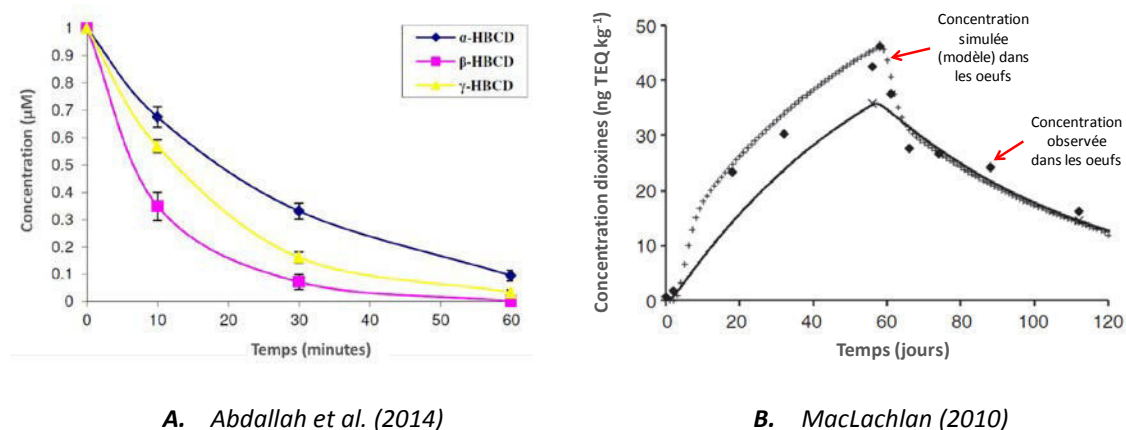 1
0.9
0.8
0.7
0.6
0.5
0.4
0.3
0.2
0.1
0
Concentration (µM)
α-HBCD
β-HBCD
γ-HBCD
0 10 20 30 40 50 60
Temps (minutes)
A. Abdallah et al. (2014)
50
40
30
20
10
0
Concentration dioxines (ng TEQ kg⁻¹)
Concentration
simulée
(modèle) dans
les oeufs
Concentration
observée
dans les oeufs
0 20 40 60 80 100 120
Temps (jours)
B. MacLachlan (2010)